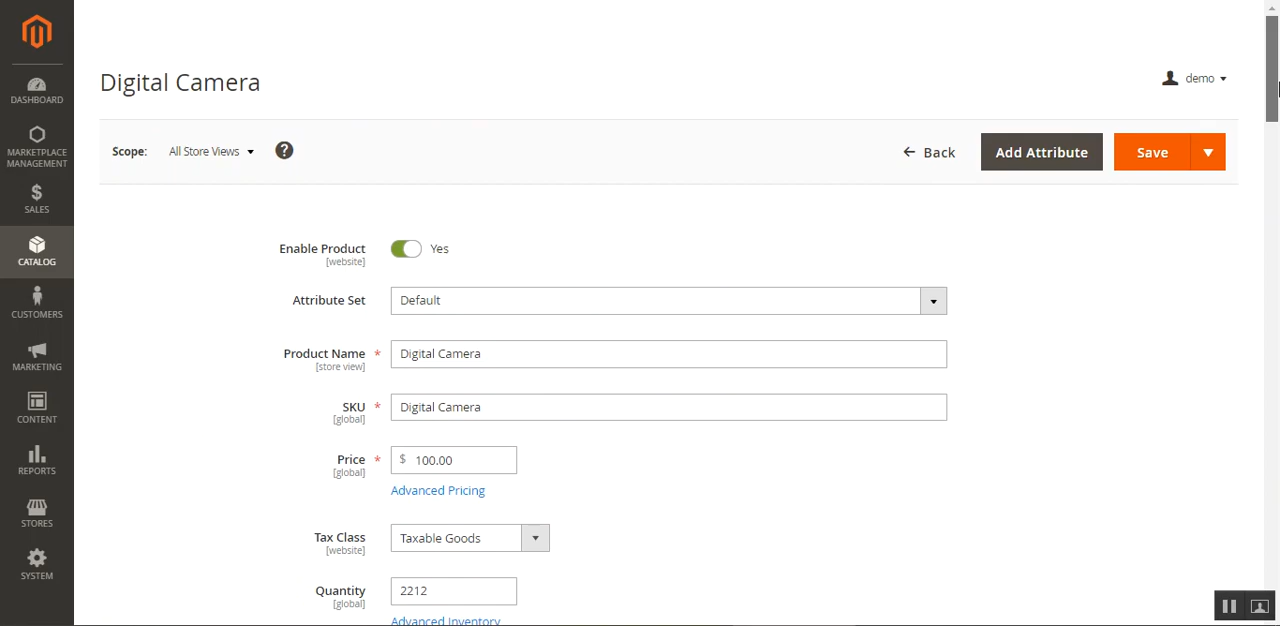 Digital Camera
demo
Scope: All Store Views ?
Back
Add Attribute
Save
DASHBOARD
MARKETPLACE
MANAGEMENT
SALES
CATALOG
CUSTOMERS
MARKETING
CONTENT
REPORTS
STORES
SYSTEM
Enable Product
[website]
Yes
Attribute Set
Default
Product Name *
[store view]
Digital Camera
SKU *
[global]
Digital Camera
Price *
[global]
$ 100.00
Advanced Pricing
Tax Class
[website]
Taxable Goods
Quantity
[global]
2212
Advanced Inventory